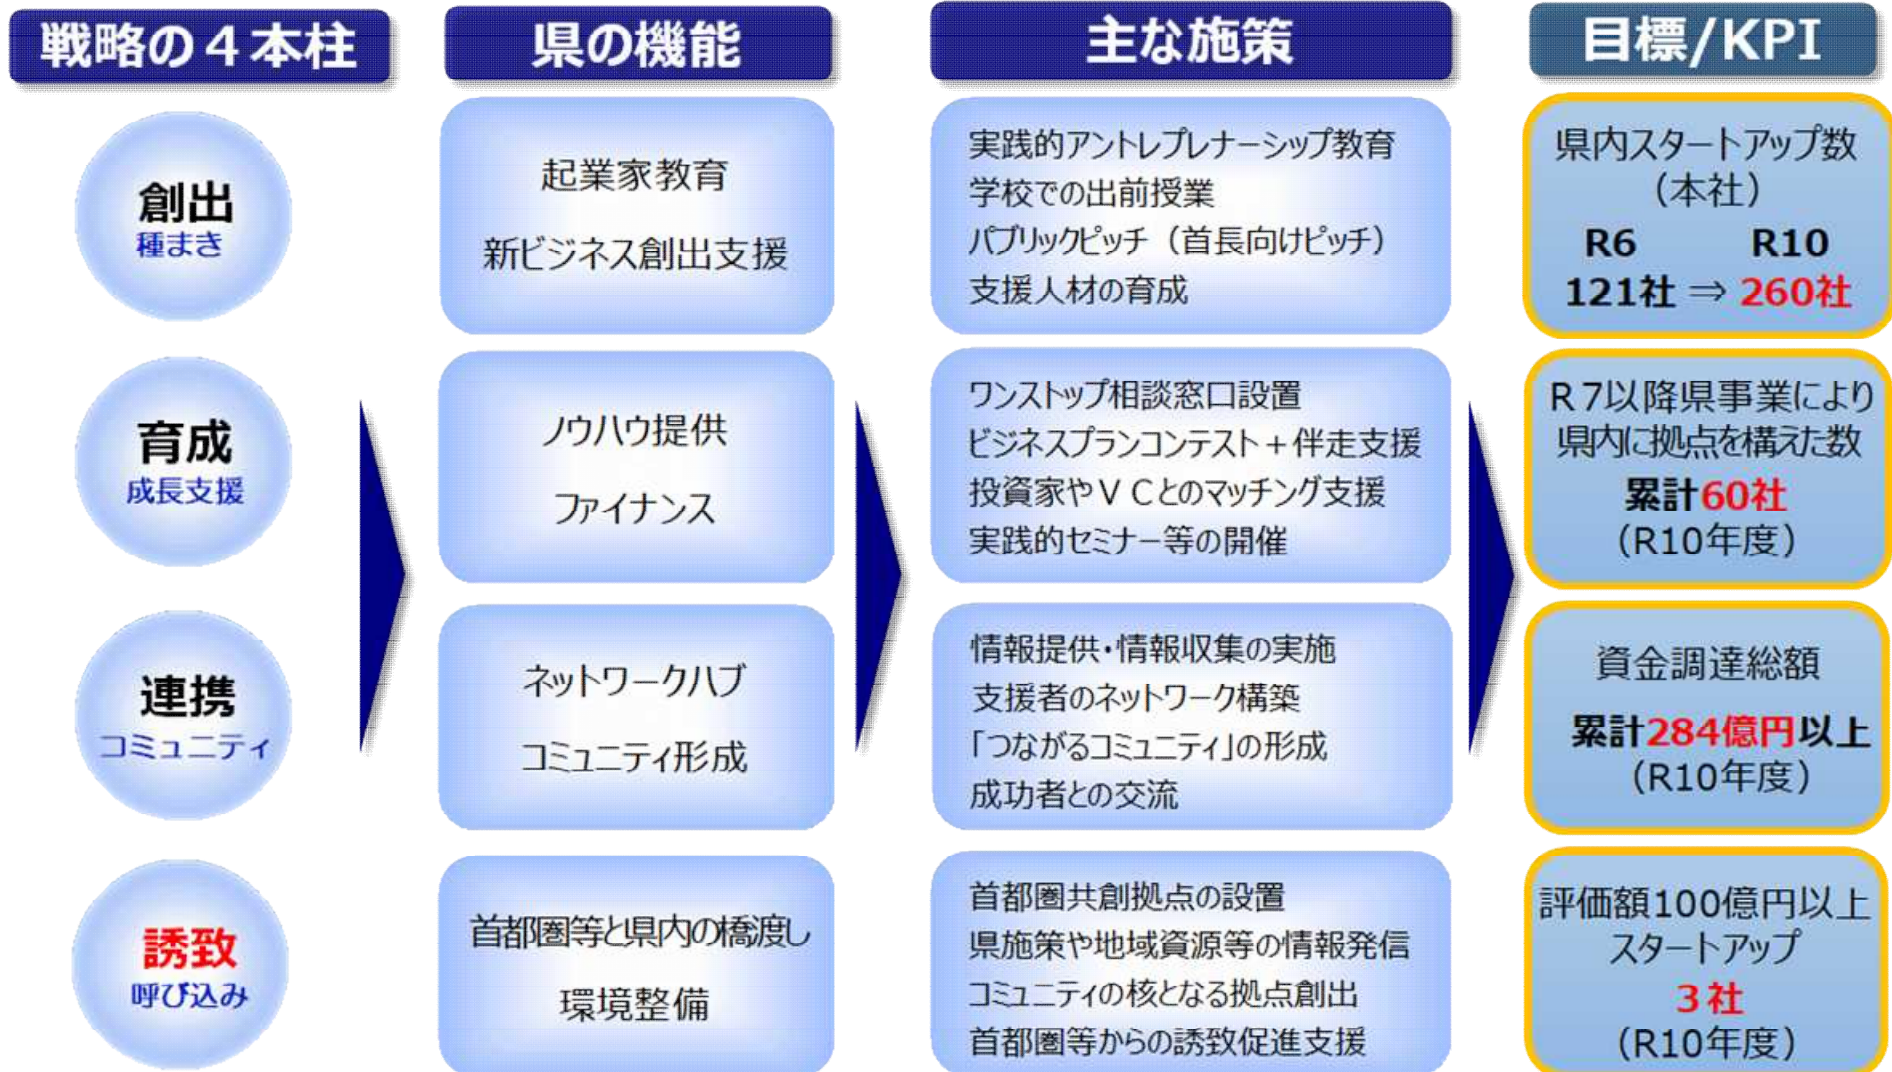 戦略の４本柱
県の機能
主な施策
目標/KPI
創出
種まき
起業家教育
新ビジネス創出支援
実践的アントレプレナーシップ教育
学校での出前授業
パブリックピッチ（首長向けピッチ）
支援人材の育成
県内スタートアップ数
（本社）
R6 R10
121社 ⇒ 260社
育成
成長支援
ノウハウ提供
ファイナンス
ワンストップ相談窓口設置
ビジネスプランコンテスト＋伴走支援
投資家やＶＣとのマッチング支援
実践的セミナー等の開催
R７以降県事業により
県内に拠点を構えた数
累計60社
（R10年度）
連携
コミュニティ
ネットワークハブ
コミュニティ形成
情報提供・情報収集の実施
支援者のネットワーク構築
「つながるコミュニティ」の形成
成功者との交流
資金調達総額
累計284億円以上
（R10年度）
誘致
呼び込み
首都圏等と県内の橋渡し
環境整備
首都圏共創拠点の設置
県施策や地域資源等の情報発信
コミュニティの核となる拠点創出
首都圏等からの誘致促進支援
評価額100億円以上
スタートアップ
３社
（R10年度）